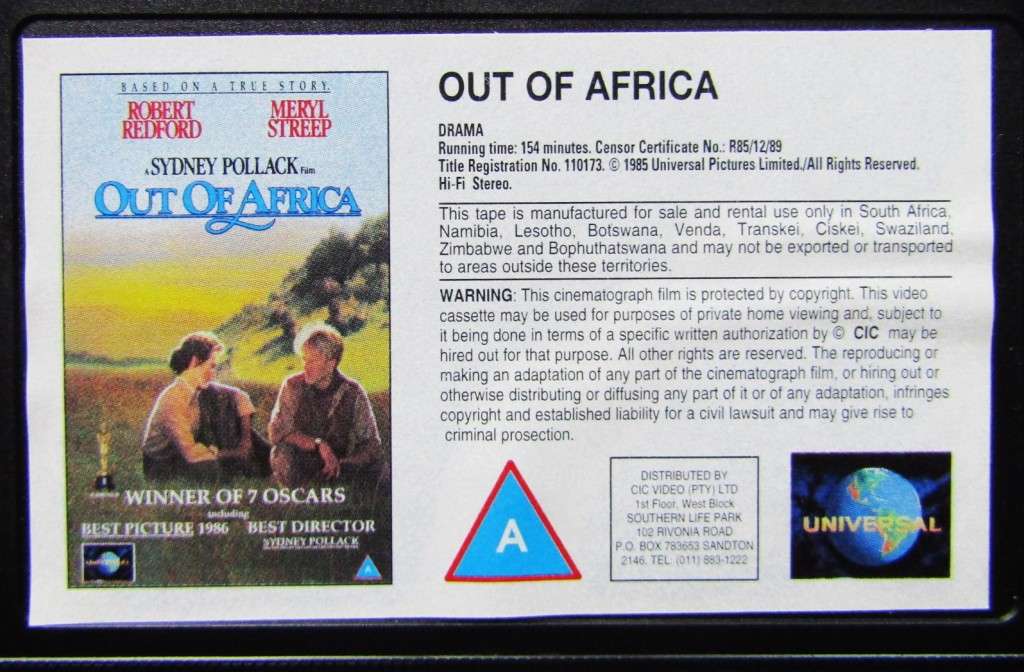 BASED ON A TRUE STORY.
ROBERT REDFORD
MERYL STREEP
A SYDNEY POLLACK Film
OUT OF AFRICA
WINNER OF 7 OSCARS
including
BEST PICTURE 1986 BEST DIRECTOR
SYDNEY POLLACK
UNIVERSAL
A
OUT OF AFRICA
DRAMA
Running time: 154 minutes. Censor Certificate No.: R85/12/89
Title Registration No. 110173. © 1985 Universal Pictures Limited./All Rights Reserved.
Hi-Fi Stereo.
This tape is manufactured for sale and rental use only in South Africa,
Namibia, Lesotho, Botswana, Venda, Transkei, Ciskei, Swaziland,
Zimbabwe and Bophuthatswana and may not be exported or transported
to areas outside these territories.
WARNING: This cinematograph film is protected by copyright. This video
cassette may be used for purposes of private home viewing and, subject to
it being done in terms of a specific written authorization by © CIC may be
hired out for that purpose. All other rights are reserved. The reproducing or
making an adaptation of any part of the cinematograph film, or hiring out or
otherwise distributing or diffusing any part of it or of any adaptation, infringes
copyright and established liability for a civil lawsuit and may give rise to
criminal prosection.
A
DISTRIBUTED BY
CIC VIDEO (PTY) LTD
1st Floor, West Block
SOUTHERN LIFE PARK
102 RIVONIA ROAD
P.O. BOX 783653 SANDTON
2146. TEL: (011) 883-1222
UNIVERSAL